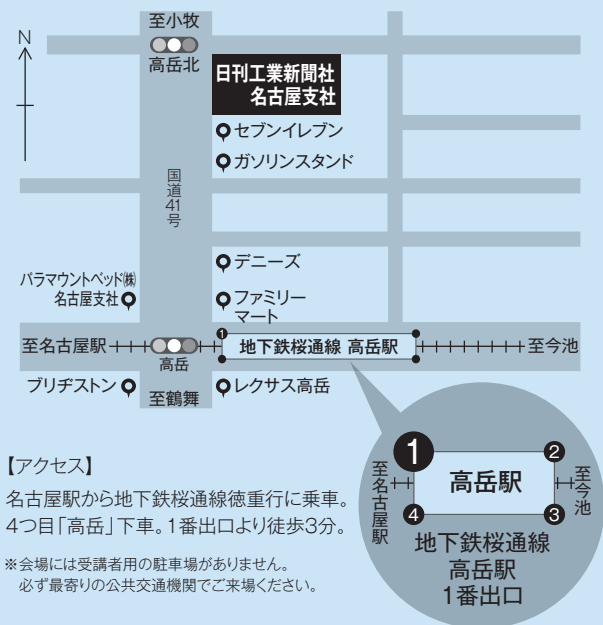 至小牧
N
高岳北
日刊工業新聞社
名古屋支社
セブンイレブン
ガソリンスタンド
国道41号
デニーズ
パラマウントベッド㈱
名古屋支社
ファミリー
マート
至名古屋駅
高岳
1
地下鉄桜通線 高岳駅
至今池
ブリヂストン
至鶴舞
レクサス高岳
1
2
至名古屋駅
高岳駅
至今池
4
3
地下鉄桜通線
高岳駅
1番出口
【アクセス】
名古屋駅から地下鉄桜通線徳重行に乗車。
4つ目「高岳」下車。1番出口より徒歩3分。
※会場には受講者用の駐車場がありません。
必ず最寄りの公共交通機関でご来場ください。